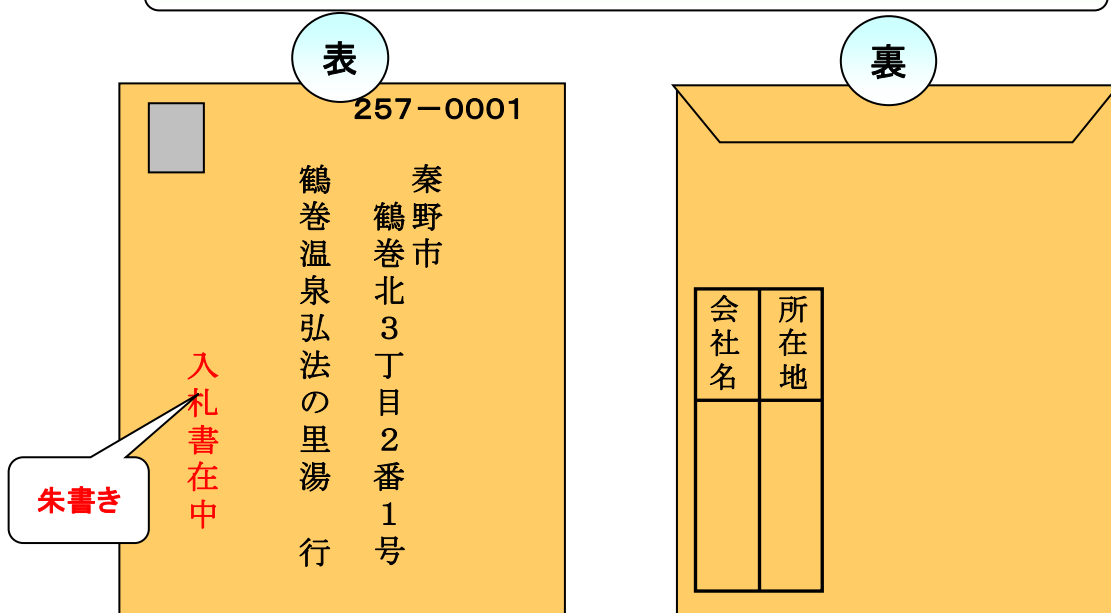 表
257－0001
秦野市
鶴巻北３丁目２番１号
鶴巻温泉弘法の里湯　行
入札書在中
朱書き
裏
所在地
会社名